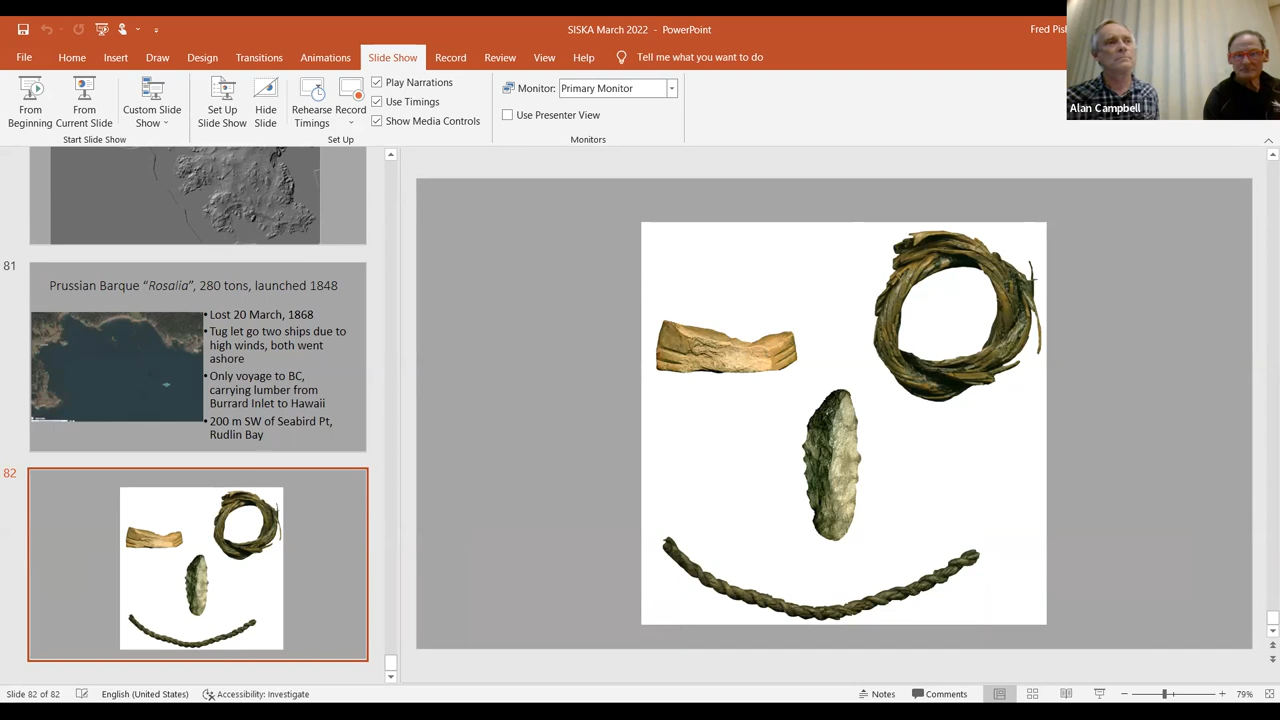 SISKA March 2022 - PowerPoint
Fred
Alan Campbell
File Home Insert Draw Design Transitions Animations Slide Show Record Review View Help Tell me what you want to do
From Beginning
From Current Slide
Custom Slide Show
Set Up Slide Show
Hide Slide
Rehearse Timings
Record
Play Narrations
Use Timings
Show Media Controls
Monitor: Primary Monitor
Use Presenter View
Start Slide Show
Set Up
Monitors
81
Prussian Barque “Rosalia”, 280 tons, launched 1848
• Lost 20 March, 1868
• Tug let go two ships due to
high winds, both went
ashore
• Only voyage to BC,
carrying lumber from
Burrard Inlet to Hawaii
• 200 m SW of Seabird Pt,
Rudlin Bay
82
Slide 82 of 82 English (United States) Accessibility: Investigate Notes Comments 79%